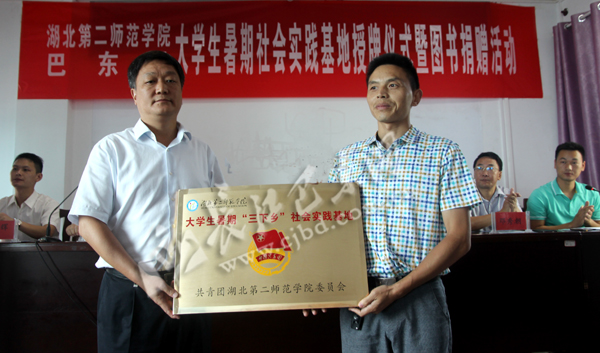 湖北第二师范学院
巴东
大学生暑期社会实践基地授牌仪式暨图书捐赠活动
大学生暑期“三下乡”社会实践基地
共青团湖北第二师范学院委员会
www.cjbd.com